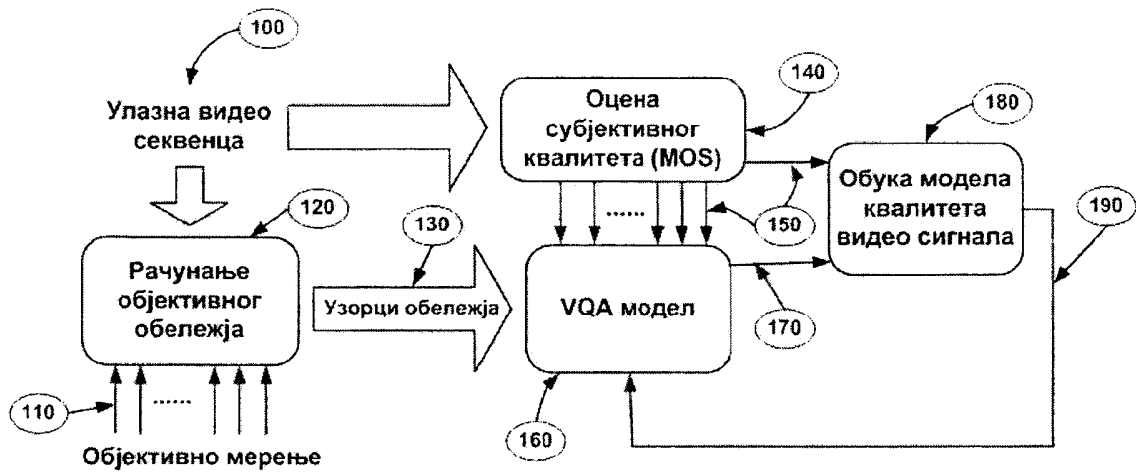 100
Улазна видео
секвенца
120
Рачунање
објективног
обележја
110
......
Објективно мерење
130
Узорци обележја
Оцена
субјективног
квалитета (MOS)
140
......
150
VQA модел
160
170
180
Обука модела
квалитета
видео сигнала
190